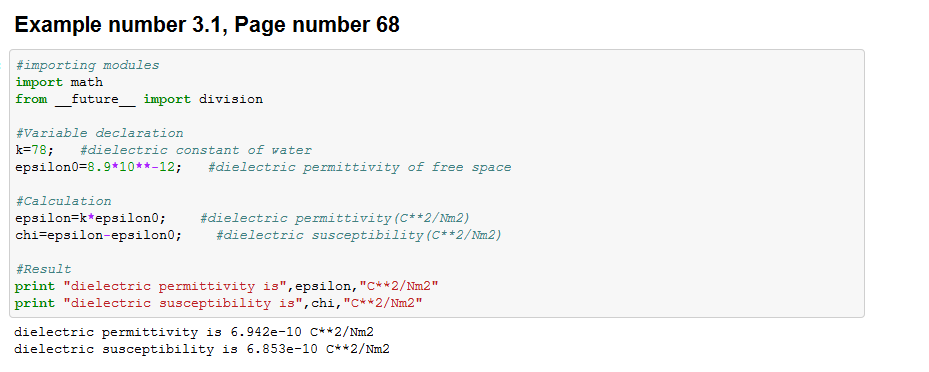 Example number 3.1, Page number 68
#importing modules
import math
from __future__ import division
#Variable declaration
k=78;   #dielectric constant of water
epsilon0=8.9*10**-12;   #dielectric permittivity of free space
#Calculation
epsilon=k*epsilon0;    #dielectric permittivity(C**2/Nm2)
chi=epsilon-epsilon0;    #dielectric susceptibility(C**2/Nm2)
#Result
print "dielectric permittivity is",epsilon,"C**2/Nm2"
print "dielectric susceptibility is",chi,"C**2/Nm2"
dielectric permittivity is 6.942e-10 C**2/Nm2
dielectric susceptibility is 6.853e-10 C**2/Nm2